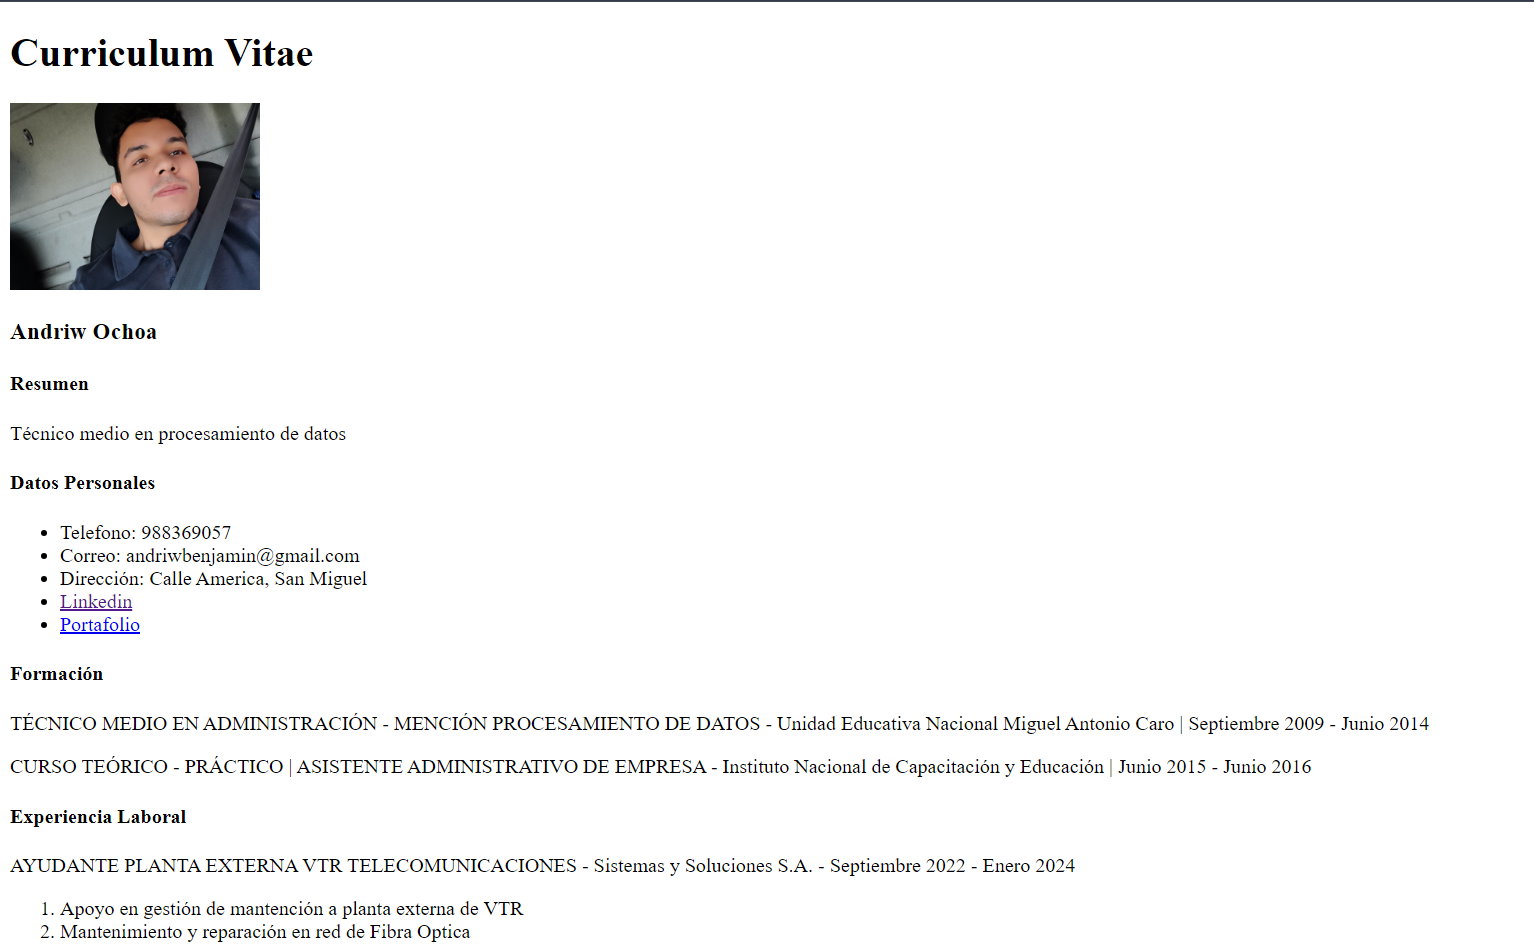 Curriculum Vitae
Andriw Ochoa
Resumen
Técnico medio en procesamiento de datos
Datos Personales
Telefono: 988369057
Correo: andriwbenjamin@gmail.com
Dirección: Calle America, San Miguel
Linkedin
Portafolio
Formación
TÉCNICO MEDIO EN ADMINISTRACIÓN - MENCIÓN PROCESAMIENTO DE DATOS - Unidad Educativa Nacional Miguel Antonio Caro | Septiembre 2009 - Junio 2014
CURSO TEÓRICO - PRÁCTICO | ASISTENTE ADMINISTRATIVO DE EMPRESA - Instituto Nacional de Capacitación y Educación | Junio 2015 - Junio 2016
Experiencia Laboral
AYUDANTE PLANTA EXTERNA VTR TELECOMUNICACIONES - Sistemas y Soluciones S.A. - Septiembre 2022 - Enero 2024
1. Apoyo en gestión de mantención a planta externa de VTR
2. Mantenimiento y reparación en red de Fibra Optica